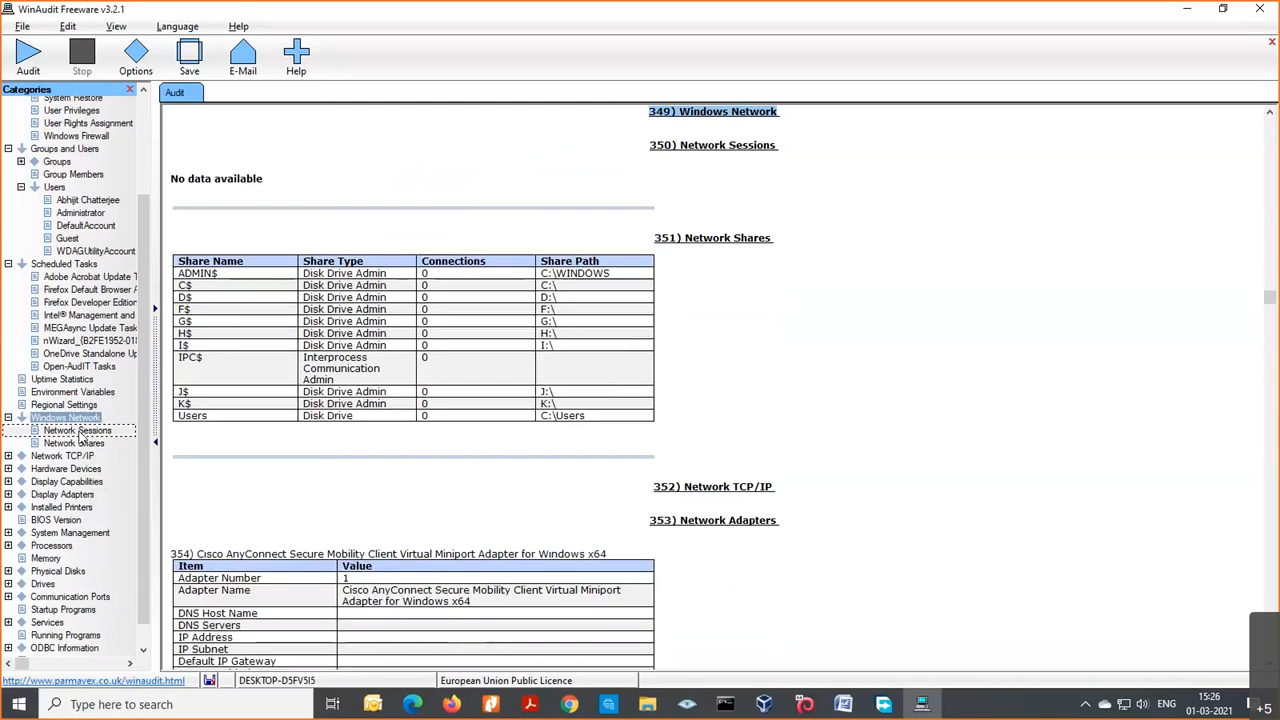 WinAudit Freeware v3.2.1
File Edit View Language Help
Audit Stop Options Save E-Mail Help
Categories
Audit
System Restore
User Privileges
User Rights Assignment
Windows Firewall
Groups and Users
Groups
Group Members
Users
Abhijit Chatterjee
Administrator
DefaultAccount
Guest
WDAGUtilityAccount
Scheduled Tasks
Adobe Acrobat Update T
Firefox Default Browser A
Firefox Developer Edition
Intel® Management and
MEGAsync Update Task
nWizard_{B2FE1952-01
OneDrive Standalone Up
Open-AudIT Tasks
Uptime Statistics
Environment Variables
Regional Settings
Windows Network
Network Sessions
Network Shares
Network TCP/IP
Hardware Devices
Display Capabilities
Display Adapters
Installed Printers
BIOS Version
System Management
Processors
Memory
Physical Disks
Drives
Communication Ports
Startup Programs
Services
Running Programs
ODBC Information
349) Windows Network
350) Network Sessions
No data available
351) Network Shares
Share Name Share Type Connections Share Path
ADMIN$ Disk Drive Admin 0 C:\WINDOWS
C$ Disk Drive Admin 0 C:\
D$ Disk Drive Admin 0 D:\
F$ Disk Drive Admin 0 F:\
G$ Disk Drive Admin 0 G:\
H$ Disk Drive Admin 0 H:\
I$ Disk Drive Admin 0 I:\
IPC$ Interprocess 0
Communication
Admin
J$ Disk Drive Admin 0 J:\
K$ Disk Drive Admin 0 K:\
Users Disk Drive 0 C:\Users
352) Network TCP/IP
353) Network Adapters
354) Cisco AnyConnect Secure Mobility Client Virtual Miniport Adapter for Windows x64
Item Value
Adapter Number 1
Adapter Name Cisco AnyConnect Secure Mobility Client Virtual Miniport
Adapter for Windows x64
DNS Host Name
DNS Servers
IP Address
IP Subnet
Default IP Gateway
http://www.parmavex.co.uk/winaudit.html DESKTOP-D5FV5I5 European Union Public Licence
Type here to search
ENG
15:26
01-03-2021
+5